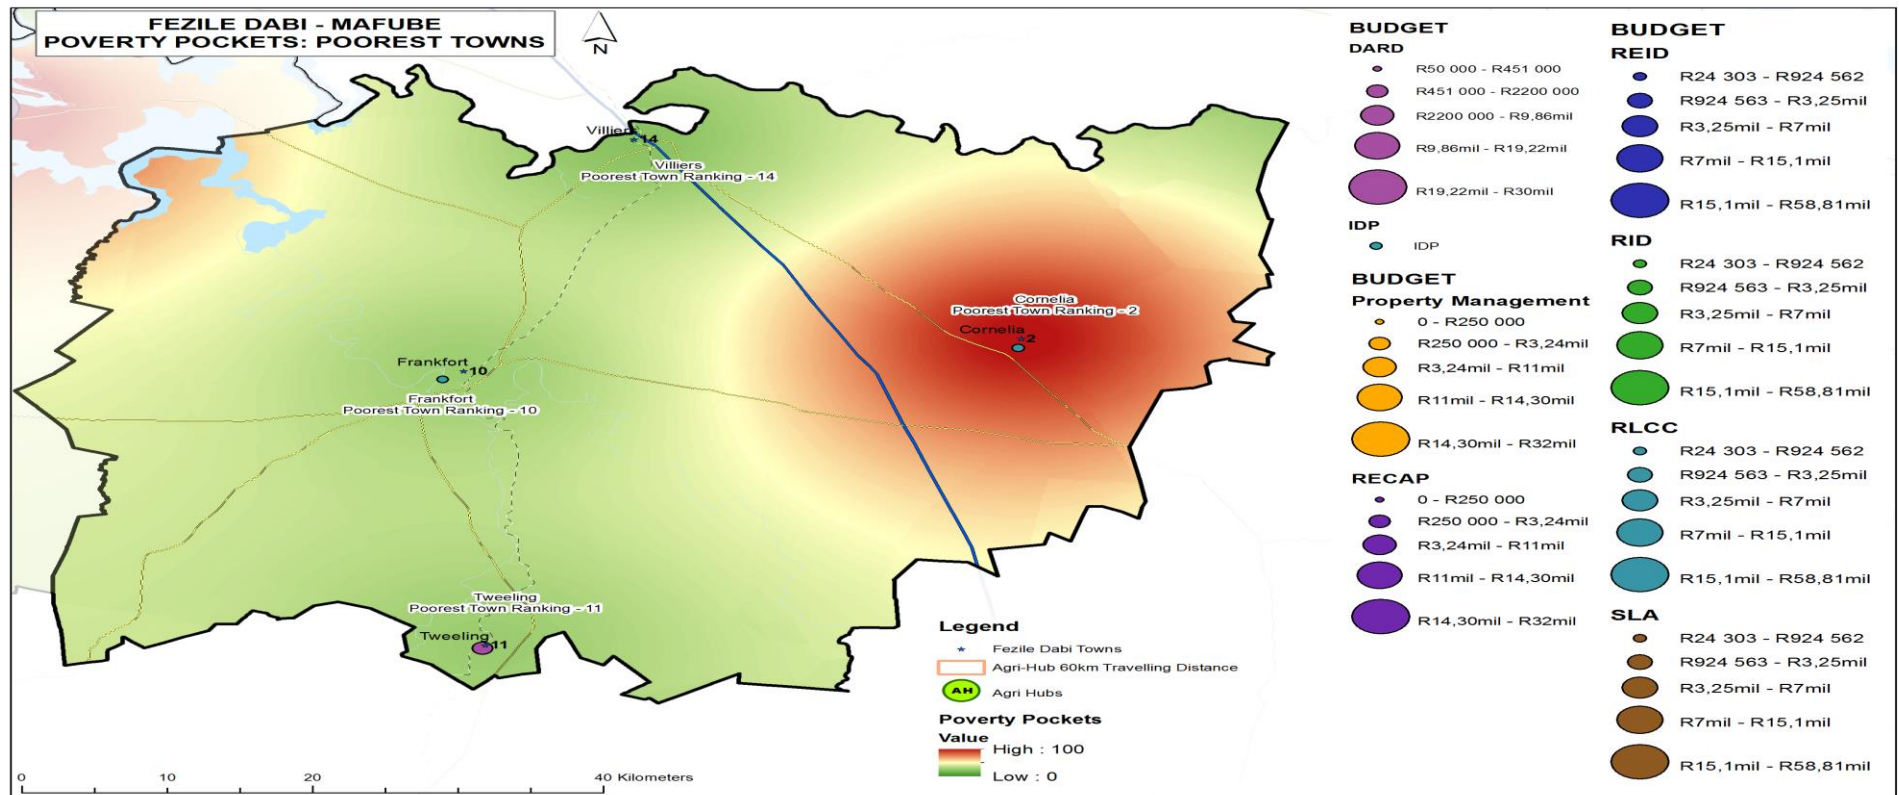 FEZILE DABI - MAFUBE
POVERTY POCKETS: POOREST TOWNS
N
Villiers
14
Villiers
Poorest Town Ranking - 14
Cornelia
Poorest Town Ranking - 2
Cornelia
2
Frankfort
10
Frankfort
Poorest Town Ranking - 10
Tweeling
Poorest Town Ranking - 11
Tweeling
11
0 10 20 40 Kilometers
Legend
Fezile Dabi Towns
Agri-Hub 60km Travelling Distance
AH Agri Hubs
Poverty Pockets
Value
High : 100
Low : 0
BUDGET
DARD
R50 000 - R451 000
R451 000 - R2200 000
R2200 000 - R9,86mil
R9,86mil - R19,22mil
R19,22mil - R30mil
IDP
IDP
BUDGET
Property Management
0 - R250 000
R250 000 - R3,24mil
R3,24mil - R11mil
R11mil - R14,30mil
R14,30mil - R32mil
RECAP
0 - R250 000
R250 000 - R3,24mil
R3,24mil - R11mil
R11mil - R14,30mil
R14,30mil - R32mil
BUDGET
REID
R24 303 - R924 562
R924 563 - R3,25mil
R3,25mil - R7mil
R7mil - R15,1mil
R15,1mil - R58,81mil
RID
R24 303 - R924 562
R924 563 - R3,25mil
R3,25mil - R7mil
R7mil - R15,1mil
R15,1mil - R58,81mil
RLCC
R24 303 - R924 562
R924 563 - R3,25mil
R3,25mil - R7mil
R7mil - R15,1mil
R15,1mil - R58,81mil
SLA
R24 303 - R924 562
R924 563 - R3,25mil
R3,25mil - R7mil
R7mil - R15,1mil
R15,1mil - R58,81mil